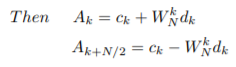 Then A_k = c_k + W_N^k d_k
A_{k+N/2} = c_k − W_N^k d_k